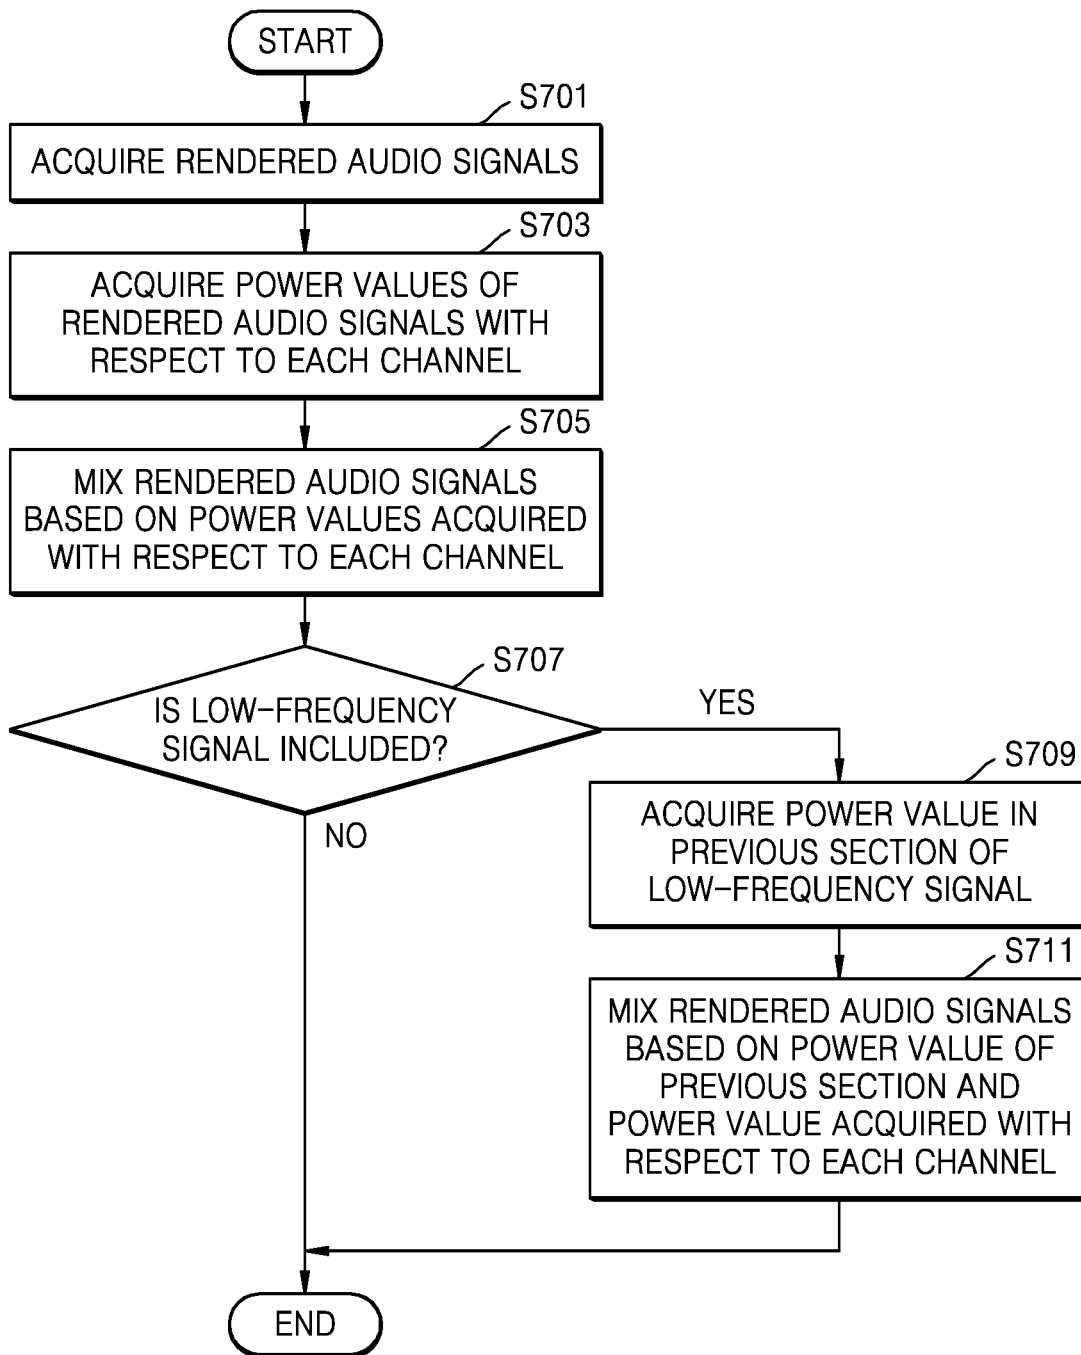 START
S701
ACQUIRE RENDERED AUDIO SIGNALS
S703
ACQUIRE POWER VALUES OF
RENDERED AUDIO SIGNALS WITH
RESPECT TO EACH CHANNEL
S705
MIX RENDERED AUDIO SIGNALS
BASED ON POWER VALUES ACQUIRED
WITH RESPECT TO EACH CHANNEL
S707
IS LOW-FREQUENCY
SIGNAL INCLUDED?
YES
NO
S709
ACQUIRE POWER VALUE IN
PREVIOUS SECTION OF
LOW-FREQUENCY SIGNAL
S711
MIX RENDERED AUDIO SIGNALS
BASED ON POWER VALUE OF
PREVIOUS SECTION AND
POWER VALUE ACQUIRED WITH
RESPECT TO EACH CHANNEL
END